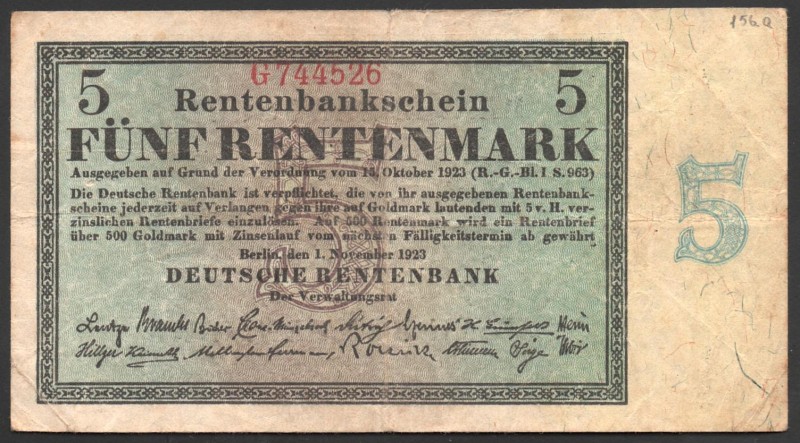 156a
G744526
5 Rentenbankschein 5
FÜNF RENTENMARK
Ausgegeben auf Grund der Verordnung vom 15. Oktober 1923 (R.-G.-Bl. I S. 963)
Die Deutsche Rentenbank ist verpflichtet, die von ihr ausgegebenen Rentenbank-
scheine jederzeit auf Verlangen gegen ihre auf Goldmark lautenden mit 5 v. H. ver-
zinslichen Rentenbriefe einzulösen. Auf 500 Rentenmark wird ein Rentenbrief
über 500 Goldmark mit Zinsenlauf vom nächsten Fälligkeitstermin ab gewährt
Berlin, den 1. November 1923
DEUTSCHE RENTENBANK
Der Verwaltungsrat
5